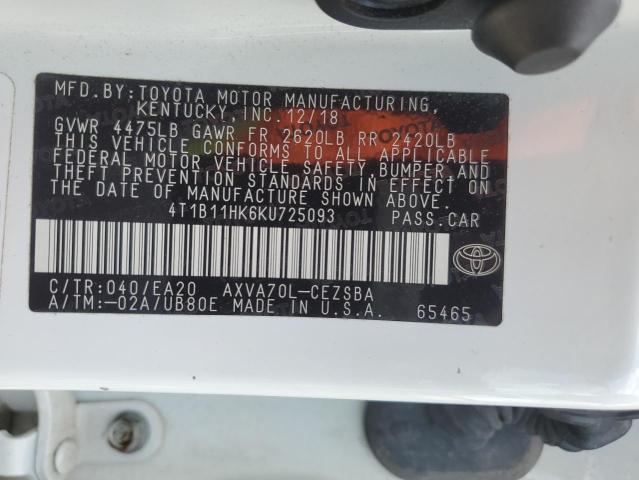 MFD. BY: TOYOTA MOTOR MANUFACTURING,
KENTUCKY, INC. 12/18
GVWR 4475LB GAWR FR 2620LB RR 2420LB
THIS VEHICLE CONFORMS TO ALL APPLICABLE
FEDERAL MOTOR VEHICLE SAFETY, BUMPER, AND
THEFT PREVENTION STANDARDS IN EFFECT ON
THE DATE OF MANUFACTURE SHOWN ABOVE.
4T1B11HK6KU725093 PASS.CAR
C/TR:040/EA20 AXVA70L-CEZSBA
A/TM:-02A/UB80E MADE IN U.S.A. 65465